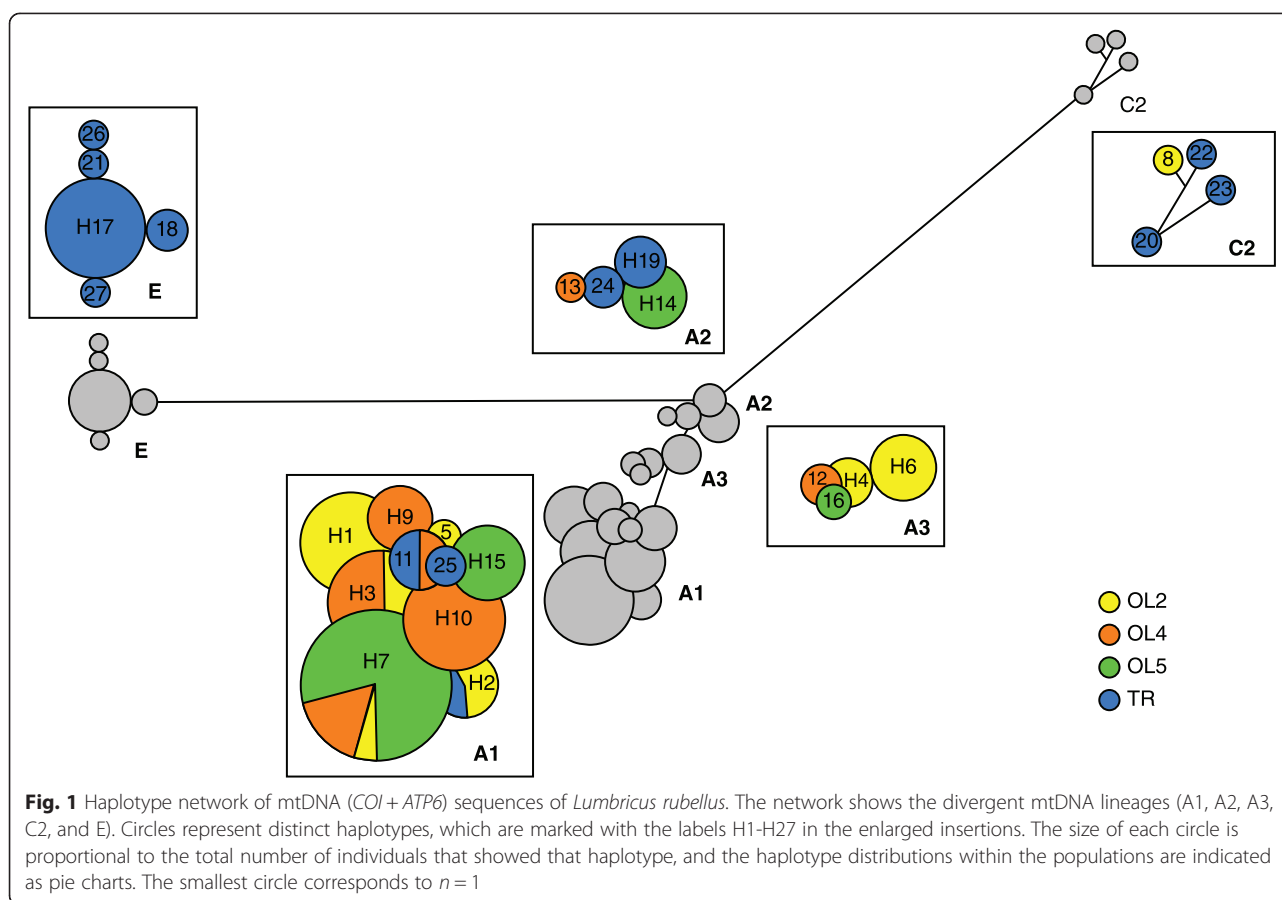 C2
26
21
H17
18
27
E
8
22
23
20
C2
13
24
H19
H14
A2
A2
E
A3
12
H4
H6
16
A3
H1
H9
5
11
25
H15
H3
H10
H7
H2
A1
A1
OL2
OL4
OL5
TR
Fig. 1 Haplotype network of mtDNA (COI + ATP6) sequences of Lumbricus rubellus. The network shows the divergent mtDNA lineages (A1, A2, A3,
C2, and E). Circles represent distinct haplotypes, which are marked with the labels H1-H27 in the enlarged insertions. The size of each circle is
proportional to the total number of individuals that showed that haplotype, and the haplotype distributions within the populations are indicated
as pie charts. The smallest circle corresponds to n = 1